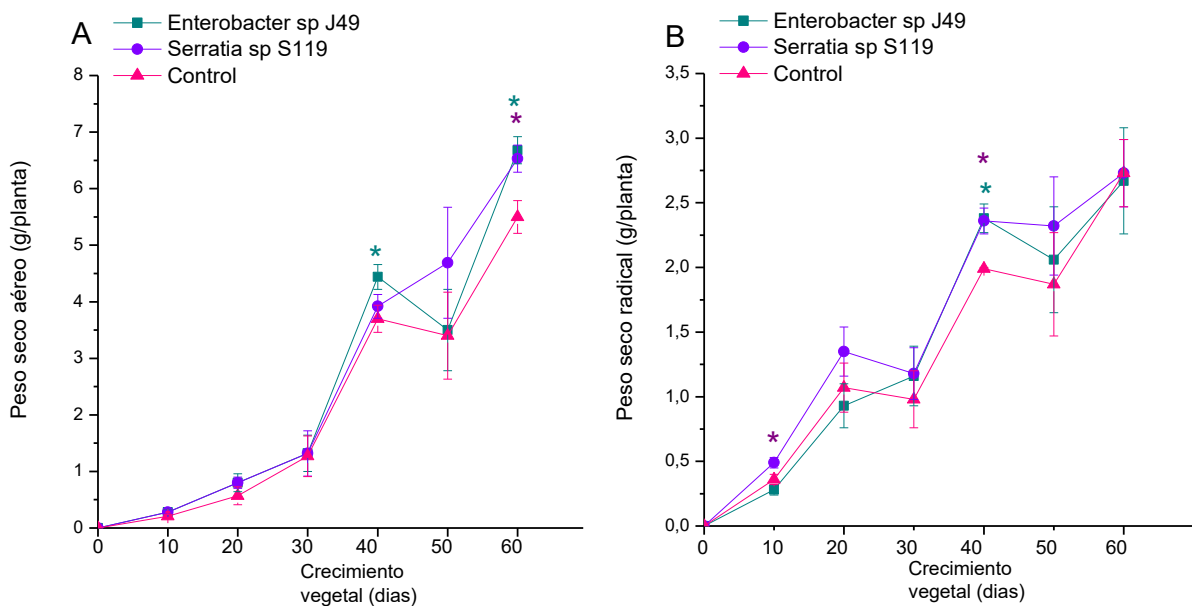 A
Enterobacter sp J49
Serratia sp S119
Control
Peso seco aéreo (g/planta)
8
7
6
5
4
3
2
1
0
*
*
*
0 10 20 30 40 50 60
Crecimiento
vegetal (dias)
B
Enterobacter sp J49
Serratia sp S119
Control
Peso seco radical (g/planta)
3,5
3,0
2,5
2,0
1,5
1,0
0,5
0,0
*
*
*
0 10 20 30 40 50 60
Crecimiento
vegetal (dias)